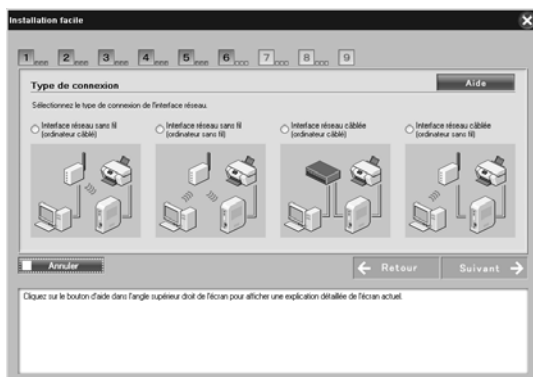 Installation facile
1 2 3 4 5 6 7 8 9
Type de connexion
Aide
Sélectionnez le type de connexion de l'interface réseau.
Interface réseau sans fil
(ordinateur câblé)
Interface réseau sans fil
(ordinateur sans fil)
Interface réseau câblée
(ordinateur câblé)
Interface réseau câblée
(ordinateur sans fil)
Annuler
Retour
Suivant
Cliquez sur le bouton d'aide dans l'angle supérieur droit de l'écran pour afficher une explication détaillée de l'écran actuel.